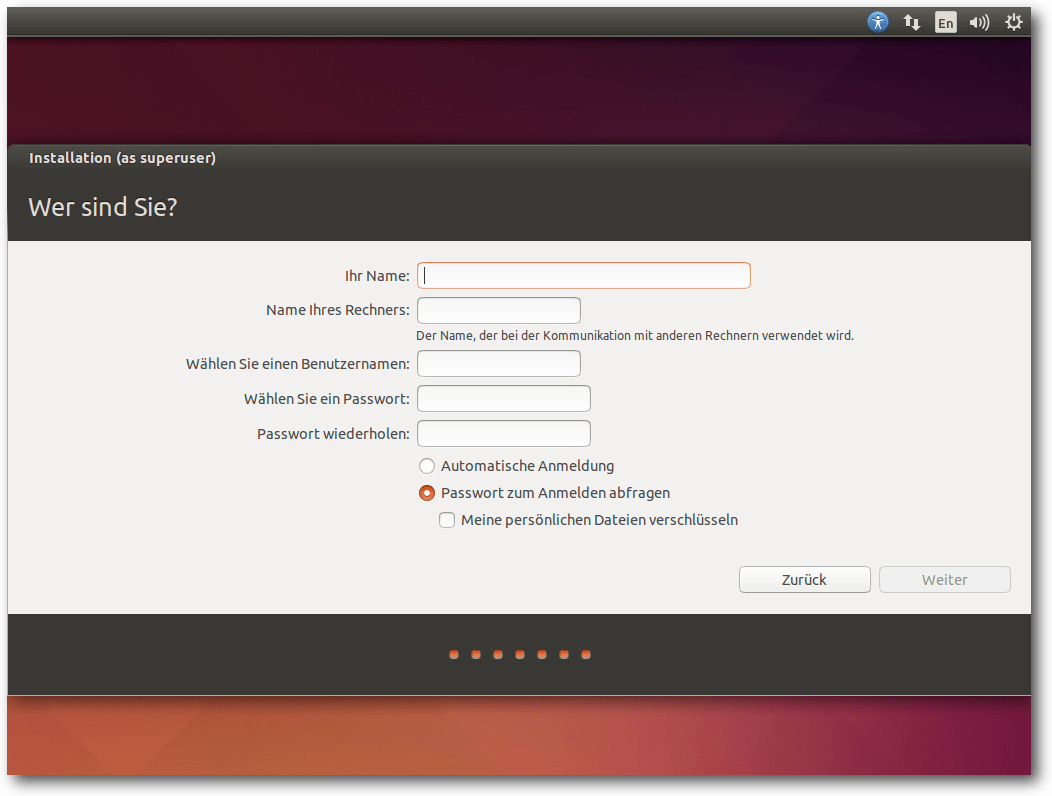 En
Installation (as superuser)
Wer sind Sie?
Ihr Name:
Name Ihres Rechners:
Der Name, der bei der Kommunikation mit anderen Rechnern verwendet wird.
Wählen Sie einen Benutzernamen:
Wählen Sie ein Passwort:
Passwort wiederholen:
Automatische Anmeldung
Passwort zum Anmelden abfragen
Meine persönlichen Dateien verschlüsseln
Zurück Weiter